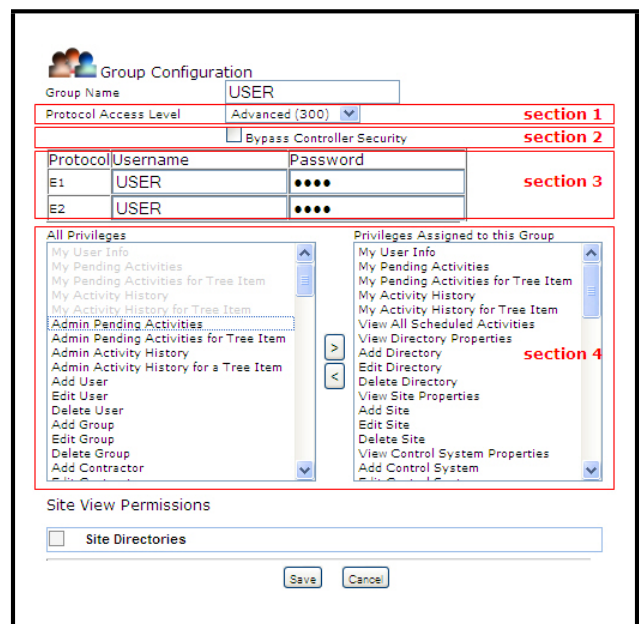 Group Configuration
Group Name USER
Protocol Access Level Advanced (300) section 1
Bypass Controller Security section 2
Protocol Username Password
E1 USER ●●●● section 3
E2 USER ●●●●
All Privileges
My User Info
My Pending Activities
My Pending Activities for Tree Item
My Activity History
My Activity History for Tree Item
Admin Pending Activities
Admin Pending Activities for Tree Item
Admin Activity History
Admin Activity History for a Tree Item
Add User
Edit User
Delete User
Add Group
Edit Group
Delete Group
Add Contractor
>
<
Privileges Assigned to this Group
My User Info
My Pending Activities
My Pending Activities for Tree Item
My Activity History
My Activity History for Tree Item
View All Scheduled Activities
View Directory Properties
Add Directory
Edit Directory
Delete Directory
View Site Properties
Add Site
Edit Site
Delete Site
View Control System Properties
Add Control System
section 4
Site View Permissions
Site Directories
Save Cancel